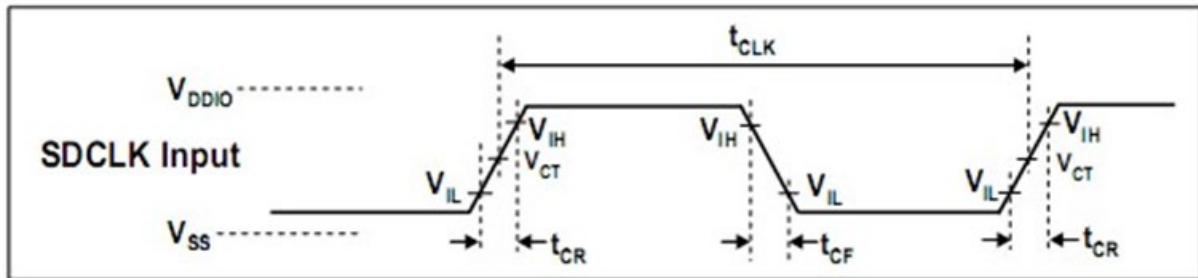 tCLK
VDDIO
VIH VIH VIH
SDCLK Input VCT VCT
VIL VIL VIL
VSS
tCR tCF tCR